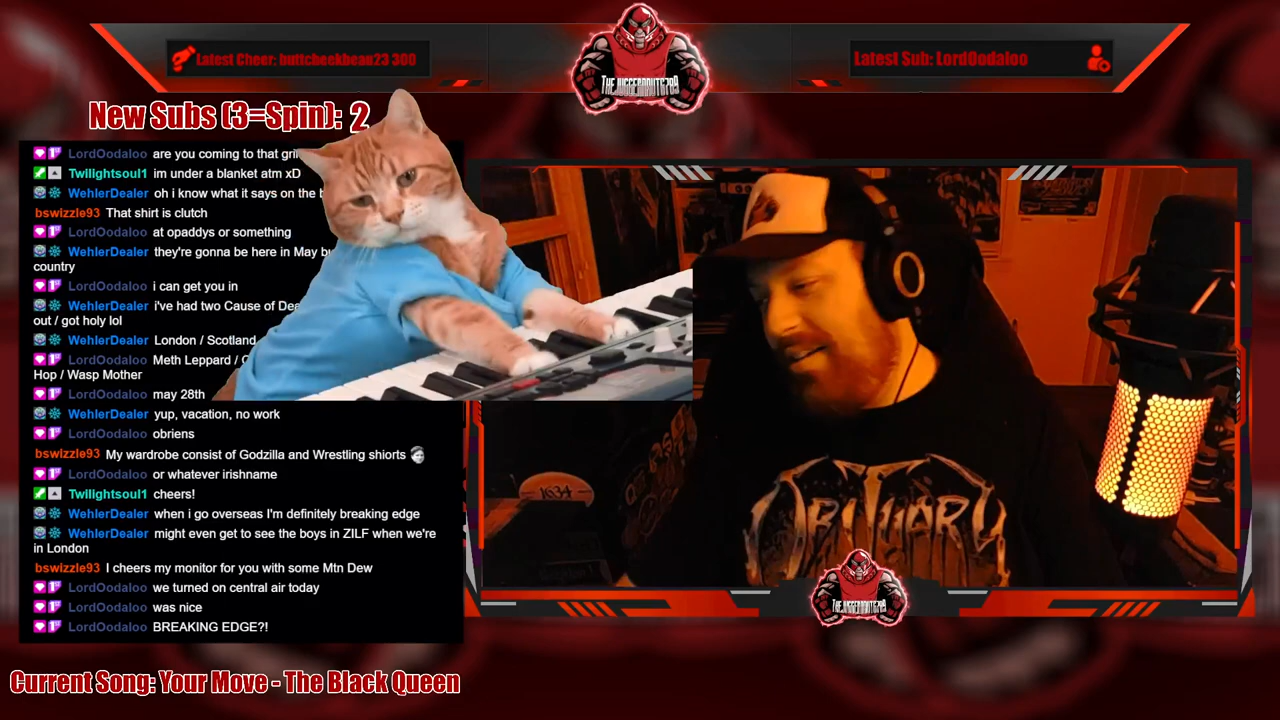 Latest Cheer: buttcheekbeau23 300
THEJUGGERNAUT6789
Latest Sub: LordOodaloo
New Subs (3=Spin): 2
LordOodaloo are you coming to that
Twilightsoul1 im under a blanket atm xD
WehlerDealer oh i know what it says on the
bswizzle93 That shirt is clutch
LordOodaloo at opaddys or something
WehlerDealer they're gonna be here in May
country
LordOodaloo i can get you in
WehlerDealer i've had two Cause of
out / got holy lol
WehlerDealer London / Scotland
LordOodaloo Meth Leppard /
Hop / Wasp Mother
LordOodaloo may 28th
WehlerDealer yup, vacation, no work
LordOodaloo obriens
bswizzle93 My wardrobe consist of Godzilla and Wrestling shiorts
LordOodaloo or whatever irishname
Twilightsoul1 cheers!
WehlerDealer when i go overseas I'm definitely breaking edge
WehlerDealer might even get to see the boys in ZILF when we're
in London
bswizzle93 I cheers my monitor for you with some Mtn Dew
LordOodaloo we turned on central air today
LordOodaloo was nice
LordOodaloo BREAKING EDGE?!
1634
OBITUARY
Current Song: Your Move - The Black Queen